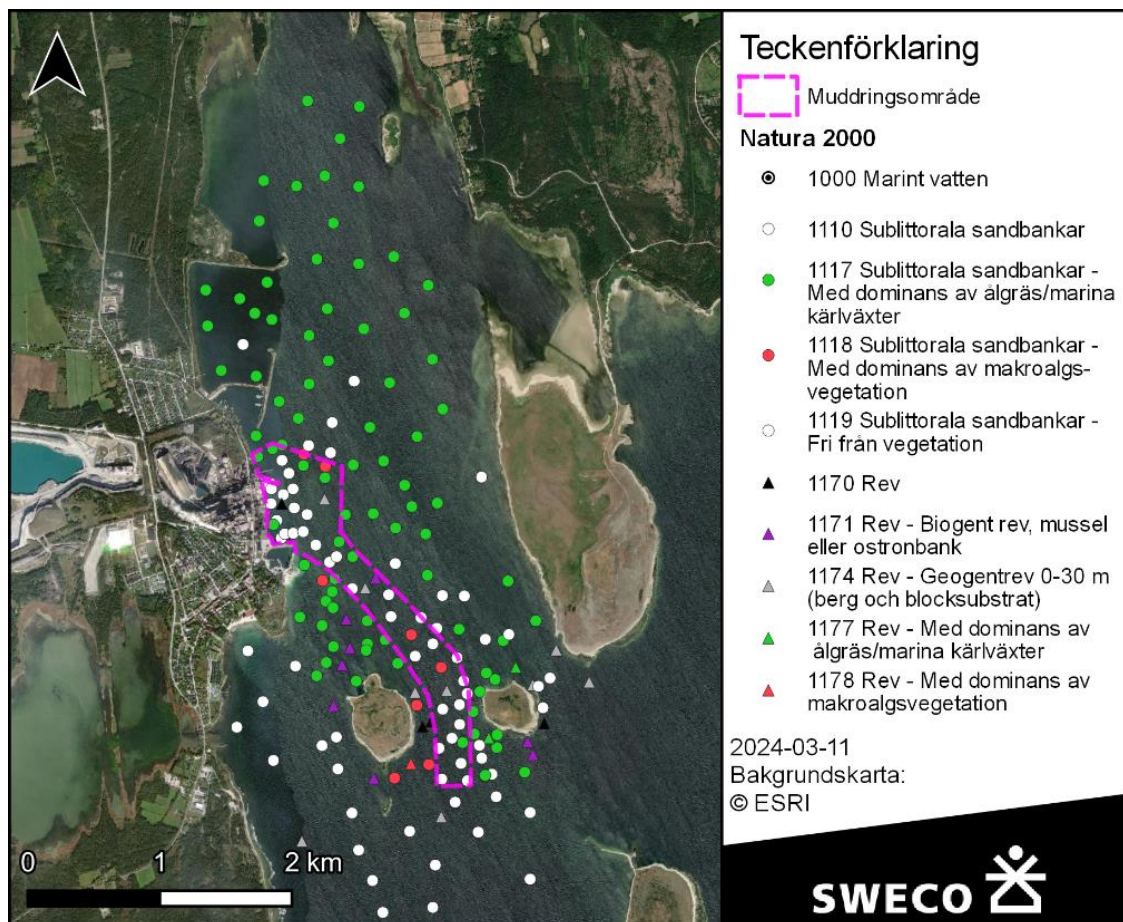 Teckenförklaring
Muddringsområde
Natura 2000
1000 Marint vatten
1110 Sublittorala sandbankar
1117 Sublittorala sandbankar -
Med dominans av ålgräs/marina
kärlväxter
1118 Sublittorala sandbankar -
Med dominans av makroalgs-
vegetation
1119 Sublittorala sandbankar -
Fri från vegetation
1170 Rev
1171 Rev - Biogent rev, mussel
eller ostronbank
1174 Rev - Geogentrev 0-30 m
(berg och blocksubstrat)
1177 Rev - Med dominans av
ålgräs/marina kärlväxter
1178 Rev - Med dominans av
makroalgsvegetation
2024-03-11
Bakgrundskarta:
© ESRI
0 1 2 km
SWECO